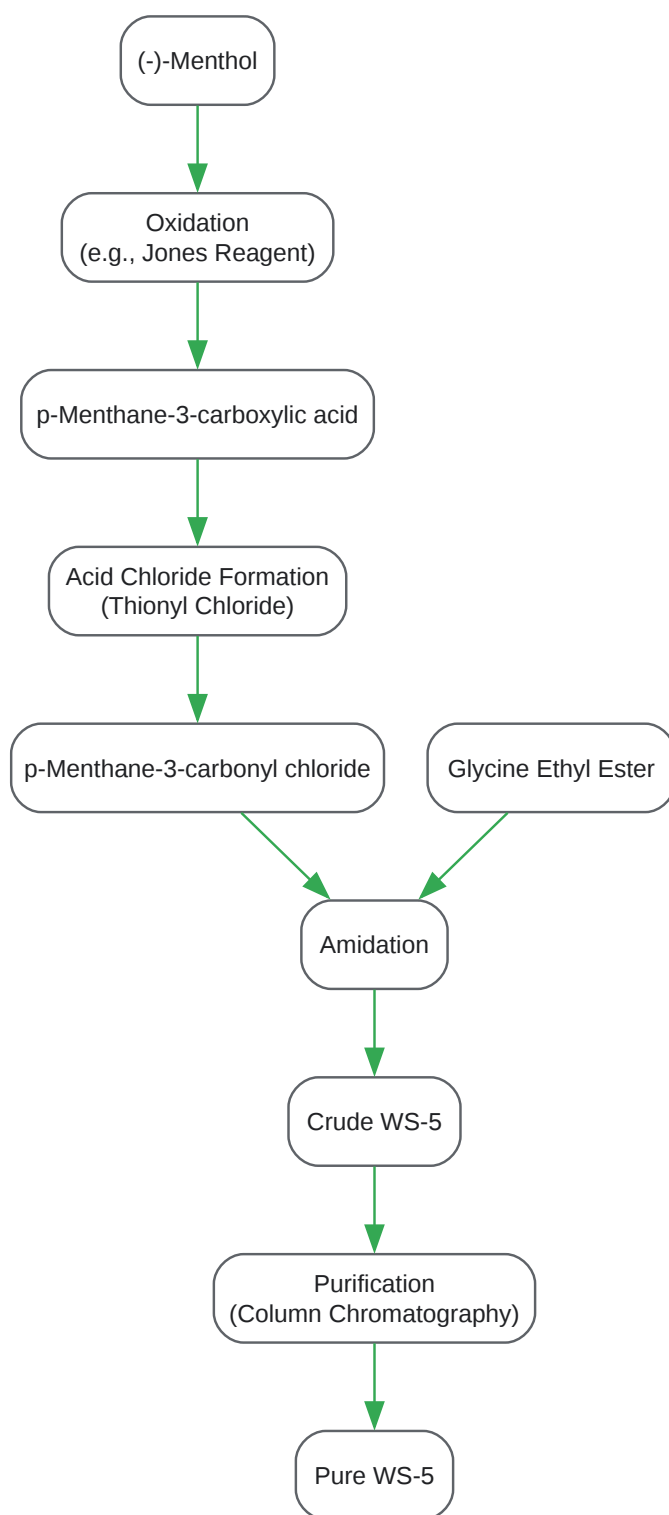 (-)-Menthol
Oxidation
(e.g., Jones Reagent)
p-Menthane-3-carboxylic acid
Acid Chloride Formation
(Thionyl Chloride)
p-Menthane-3-carbonyl chloride
Glycine Ethyl Ester
Amidation
Crude WS-5
Purification
(Column Chromatography)
Pure WS-5